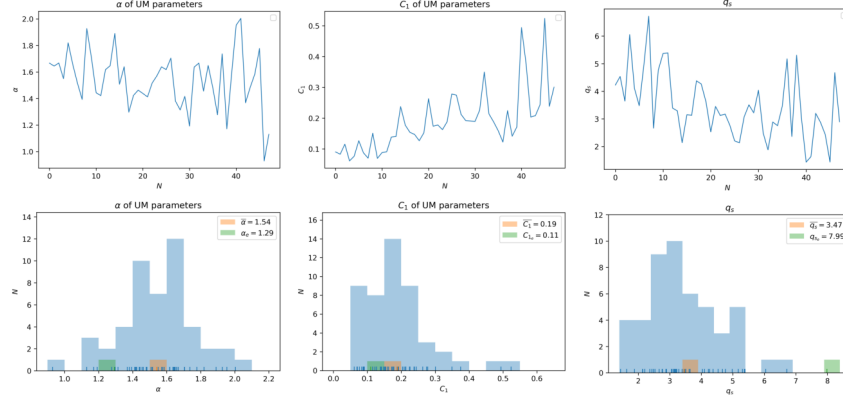 α of UM parameters
C₁ of UM parameters
qₛ
2.0
1.8
1.6
1.4
1.2
1.0
α
0 10 20 30 40
N
0.5
0.4
0.3
0.2
0.1
C₁
0 10 20 30 40
N
6
5
4
3
2
qₛ
0 10 20 30 40
N
α of UM parameters
C₁ of UM parameters
qₛ
14
12
10
8
6
4
2
0
N
ᾱ = 1.54
αₑ = 1.29
1.0 1.2 1.4 1.6 1.8 2.0 2.2
α
16
14
12
10
8
6
4
2
0
N
C̅₁ = 0.19
C₁ₑ = 0.11
0.0 0.1 0.2 0.3 0.4 0.5 0.6
C₁
12
10
8
6
4
2
0
N
q̅ₛ = 3.47
qₛₑ = 7.99
2 3 4 5 6 7 8
qₛ